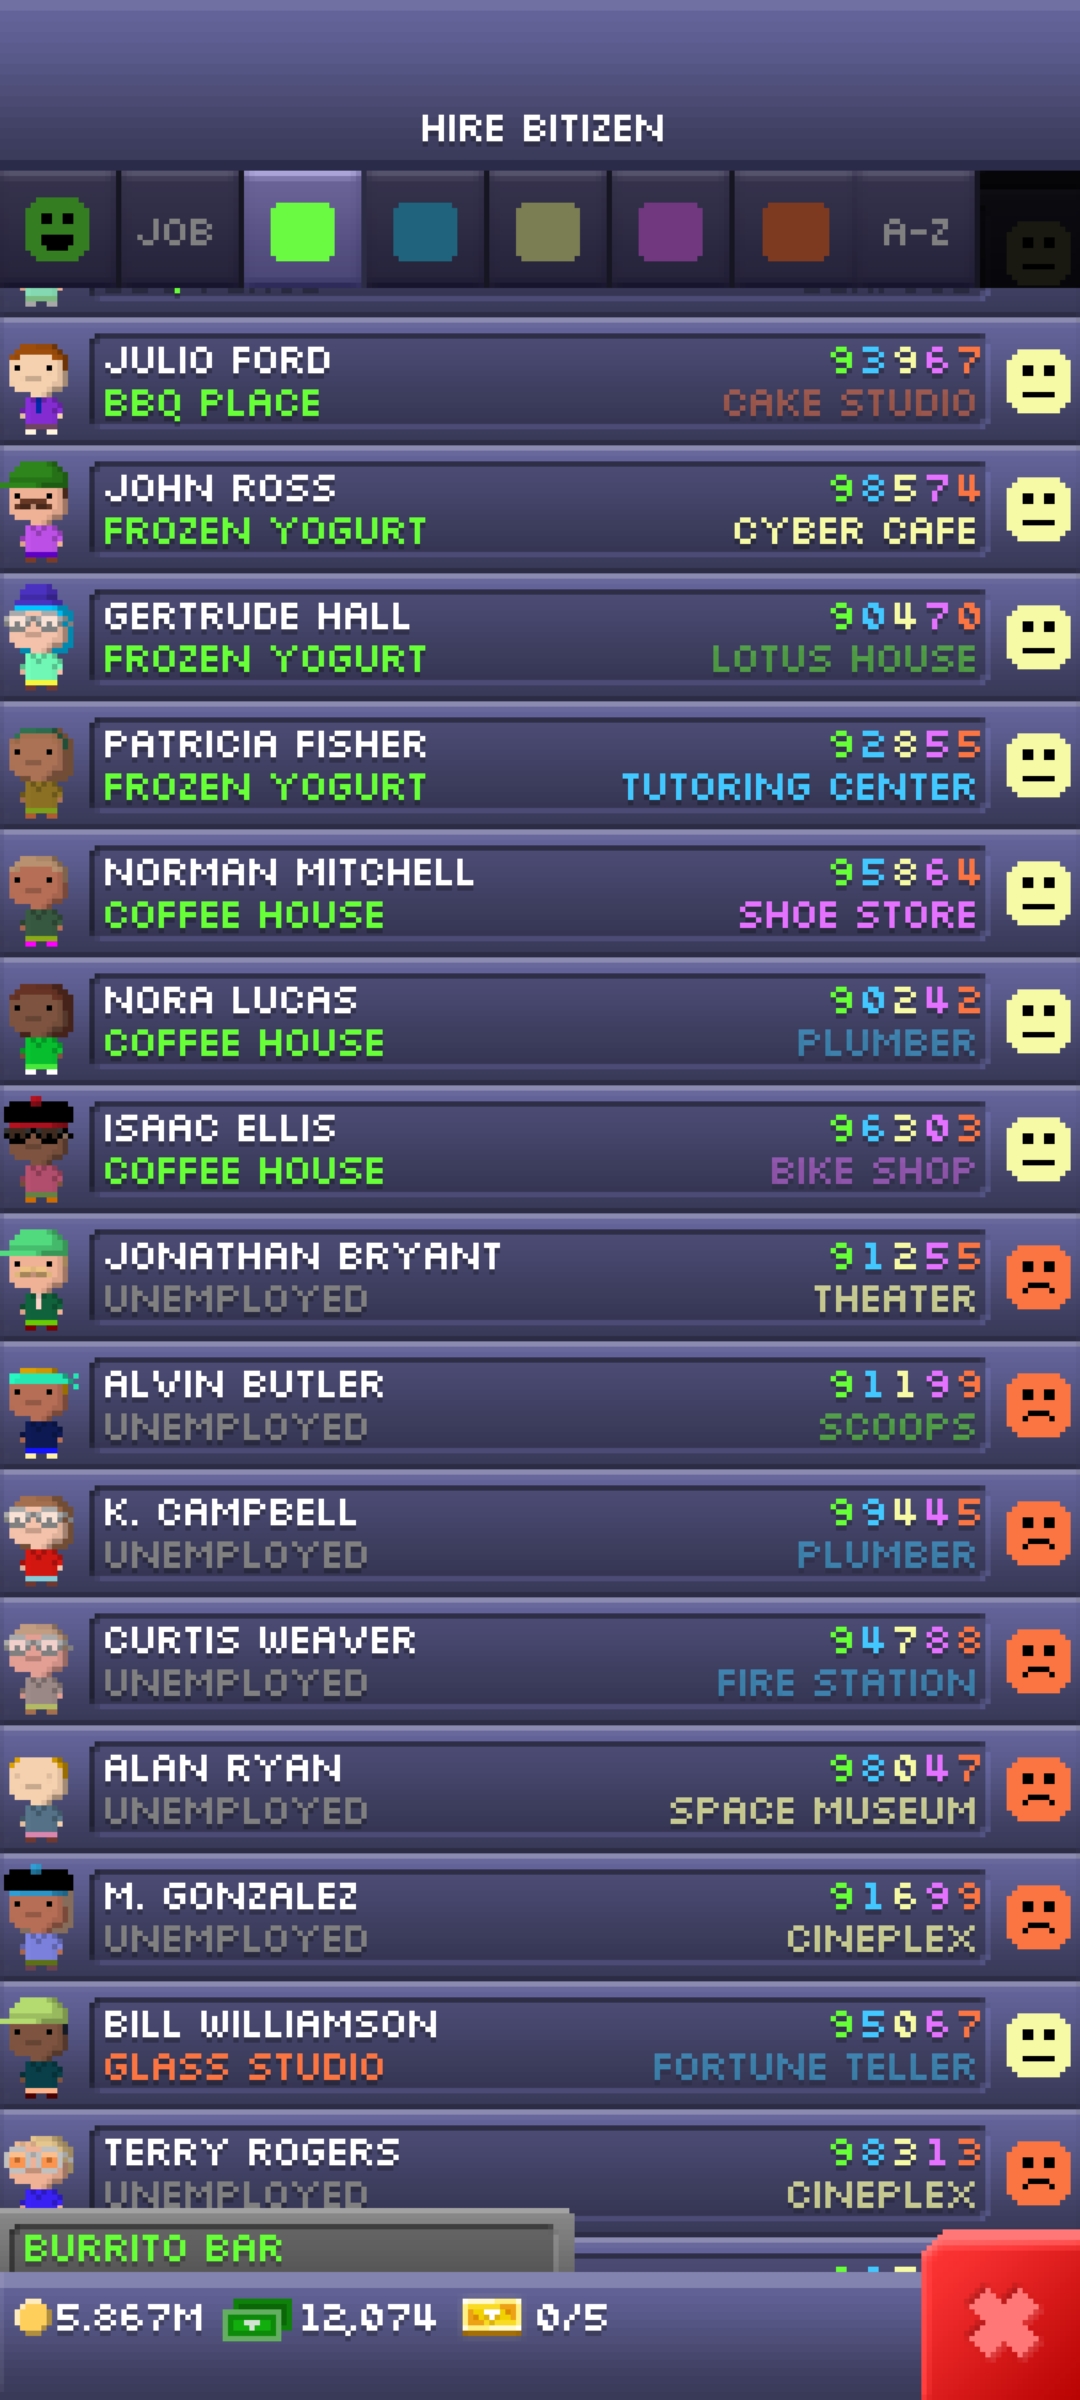 HIRE BITIZEN
JOB
A-Z
JULIO FORD
93967
BBQ PLACE
CAKE STUDIO
JOHN ROSS
98574
FROZEN YOGURT
CYBER CAFE
GERTRUDE HALL
90470
FROZEN YOGURT
LOTUS HOUSE
PATRICIA FISHER
92855
FROZEN YOGURT
TUTORING CENTER
NORMAN MITCHELL
95864
COFFEE HOUSE
SHOE STORE
NORA LUCAS
90242
COFFEE HOUSE
PLUMBER
ISAAC ELLIS
96303
COFFEE HOUSE
BIKE SHOP
JONATHAN BRYANT
91255
UNEMPLOYED
THEATER
ALVIN BUTLER
91199
UNEMPLOYED
SCOOPS
K. CAMPBELL
99445
UNEMPLOYED
PLUMBER
CURTIS WEAVER
94788
UNEMPLOYED
FIRE STATION
ALAN RYAN
98047
UNEMPLOYED
SPACE MUSEUM
M. GONZALEZ
91699
UNEMPLOYED
CINEPLEX
BILL WILLIAMSON
95067
GLASS STUDIO
FORTUNE TELLER
TERRY ROGERS
98313
UNEMPLOYED
CINEPLEX
BURRITO BAR
5.867M
12,074
0/5